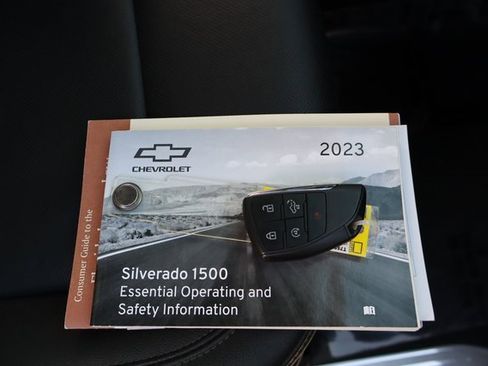 2023
CHEVROLET
Consumer Guide to the
Silverado 1500
Essential Operating and
Safety Information